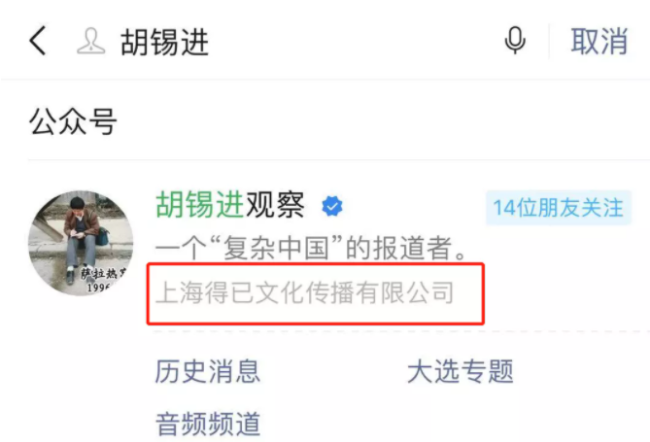 胡锡进
取消
公众号
胡锡进观察
14位朋友关注
一个“复杂中国”的报道者。
萨拉热窝
1996
上海得已文化传播有限公司
历史消息
大选专题
音频频道